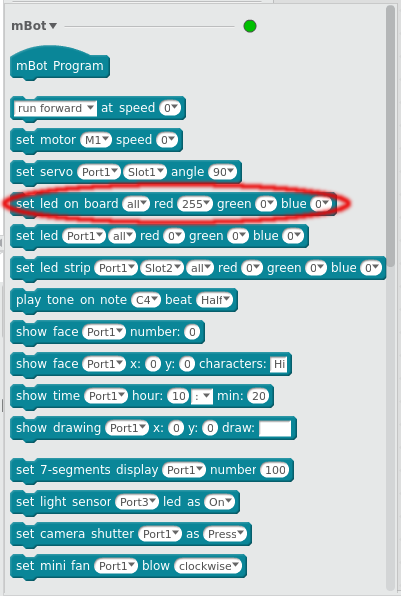 mBot
mBot Program
run forward at speed 0
set motor M1 speed 0
set servo Port1 Slot1 angle 90
set led on board all red 255 green 0 blue 0
set led Port1 all red 0 green 0 blue 0
set led strip Port1 Slot2 all red 0 green 0 blue 0
play tone on note C4 beat Half
show face Port1 number: 0
show face Port1 x: 0 y: 0 characters: Hi
show time Port1 hour: 10 : min: 20
show drawing Port1 x: 0 y: 0 draw:
set 7-segments display Port1 number 100
set light sensor Port3 led as On
set camera shutter Port1 as Press
set mini fan Port1 blow clockwise